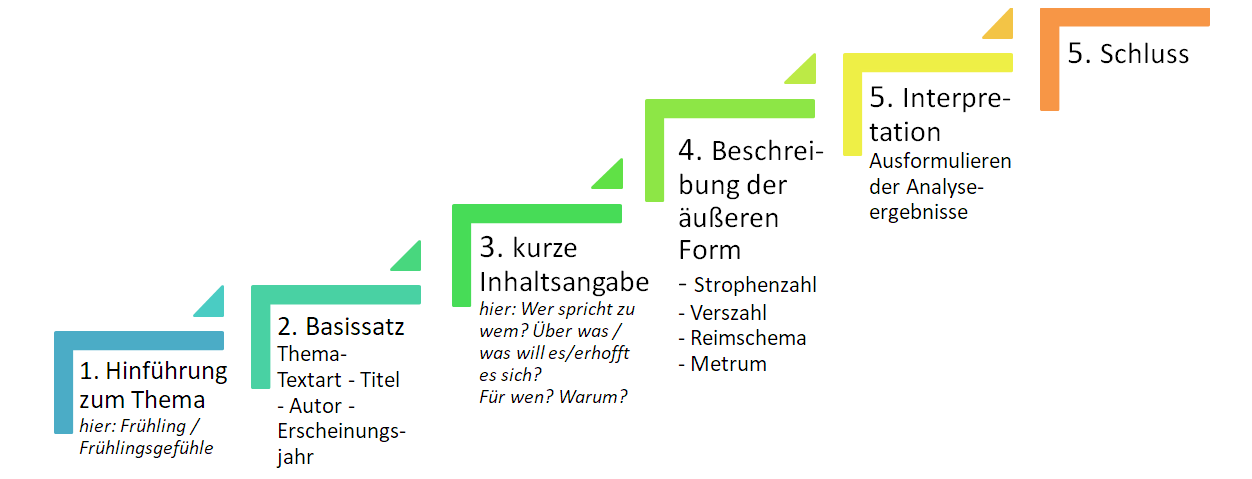 1. Hinführung
zum Thema
hier: Frühling /
Frühlingsgefühle
2. Basissatz
Thema-
Textart - Titel
- Autor -
Erscheinungs-
jahr
3. kurze
Inhaltsangabe
hier: Wer spricht zu
wem? Über was /
was will es/erhofft
es sich?
Für wen? Warum?
4. Beschrei-
bung der
äußeren
Form
- Strophenzahl
- Verszahl
- Reimschema
- Metrum
5. Interpre-
tation
Ausformulieren
der Analyse-
ergebnisse
5. Schluss